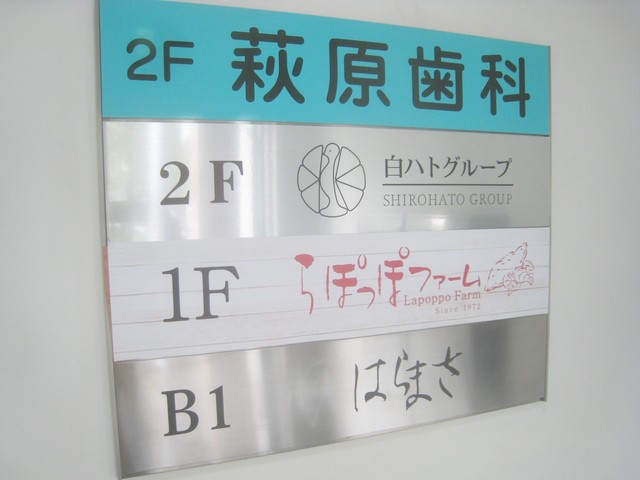 2F 萩原歯科
2F 白ハトグループ
SHIROHATO GROUP
1F らぽっぽファーム
Lapoppo Farm
Since 1972
B1 はらまさ